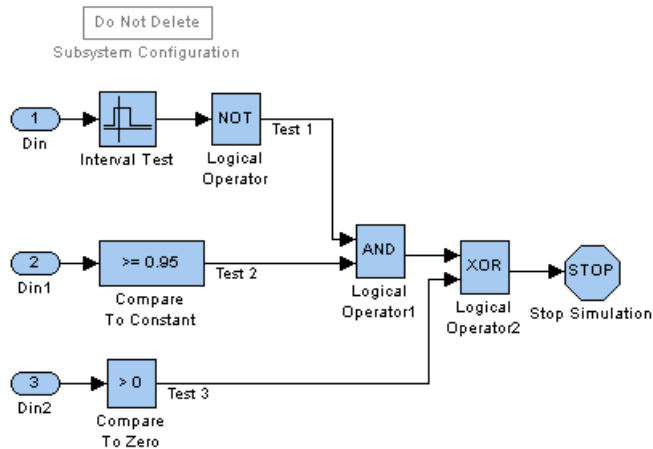 Do Not Delete
Subsystem Configuration
1
Din
Interval Test
NOT
Logical
Operator
Test 1
2
Din1
>= 0.95
Compare
To Constant
Test 2
AND
Logical
Operator1
XOR
Logical
Operator2
STOP
Stop Simulation
3
Din2
> 0
Compare
To Zero
Test 3